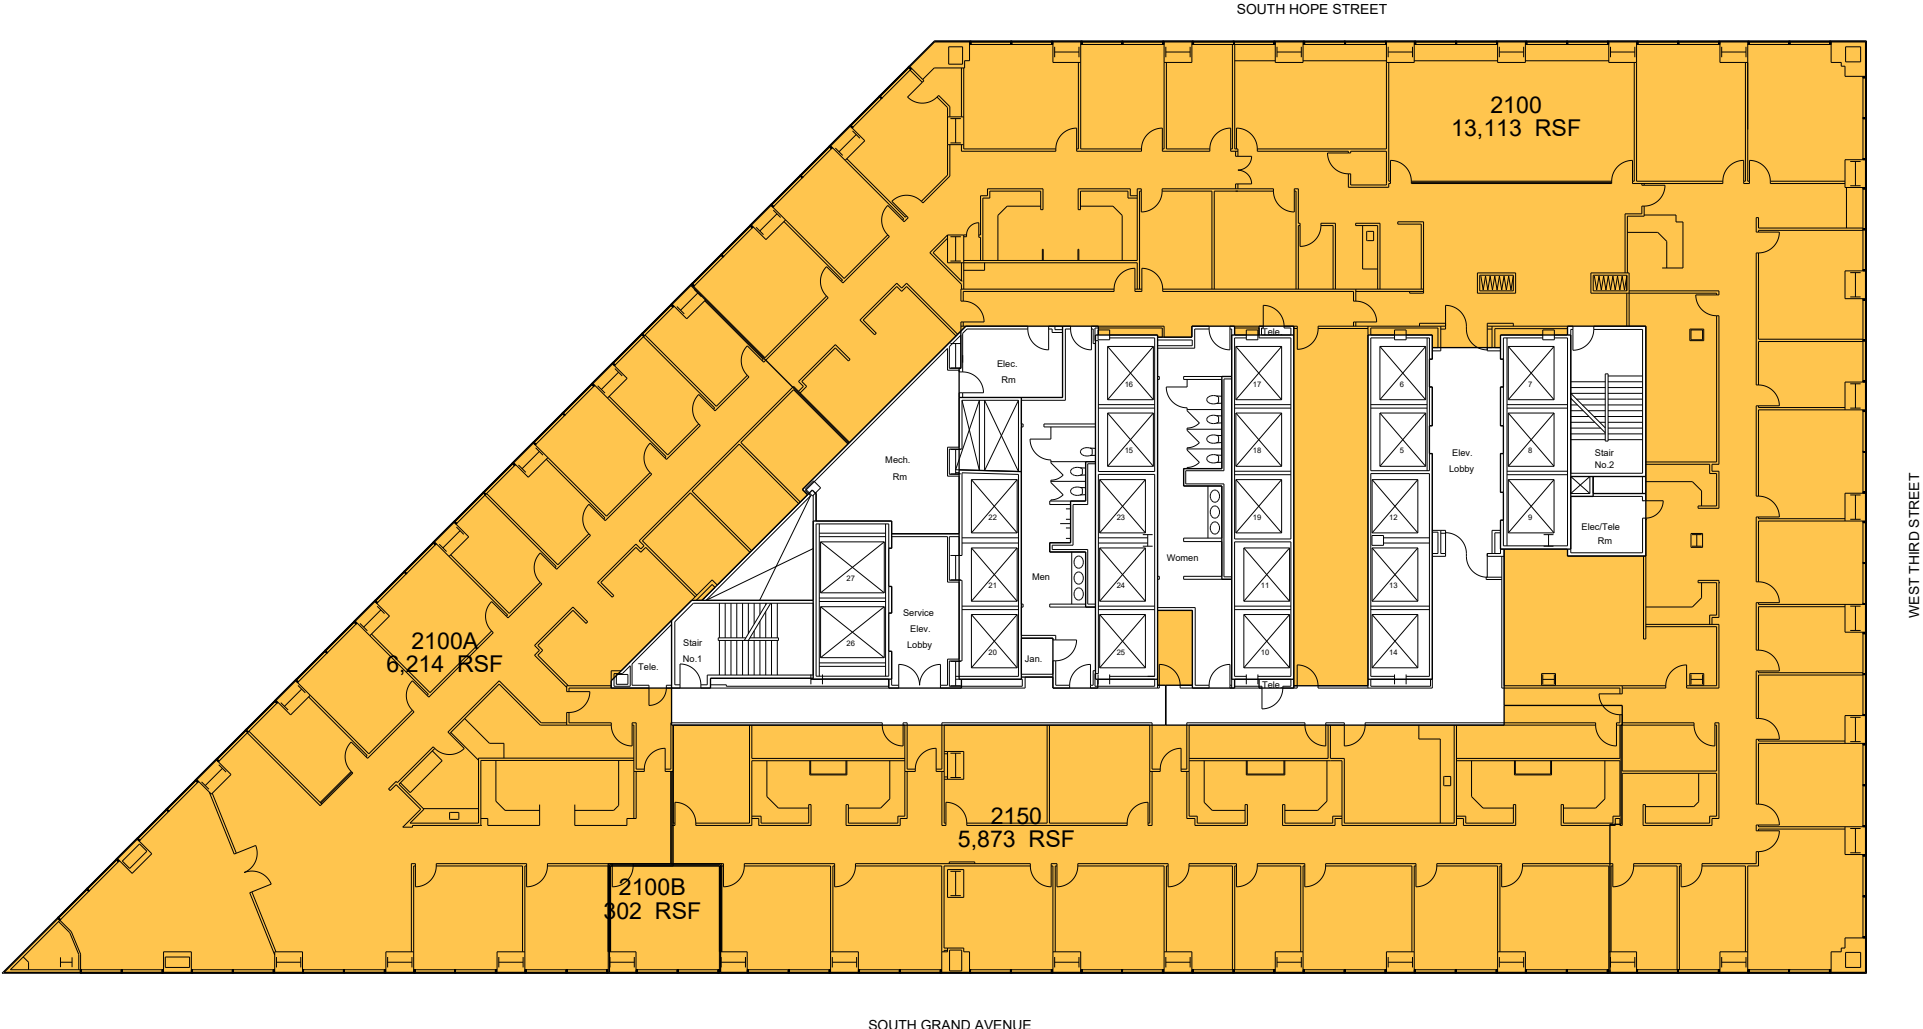 SOUTH HOPE STREET
2100
13,113 RSF
Tele
Elec.
Rm
16
17
6
7
15
18
5
8
Elev.
Lobby
Stair
No.2
Mech.
Rm
22
23
19
12
9
Elec/Tele
Rm
WEST THIRD STREET
Women
27
21
Men
24
11
13
Service
Elev.
Lobby
26
20
25
10
14
Stair
No.1
Jan.
Tele.
Tele
2100A
6,214 RSF
2150
5,873 RSF
2100B
302 RSF
SOUTH GRAND AVENUE